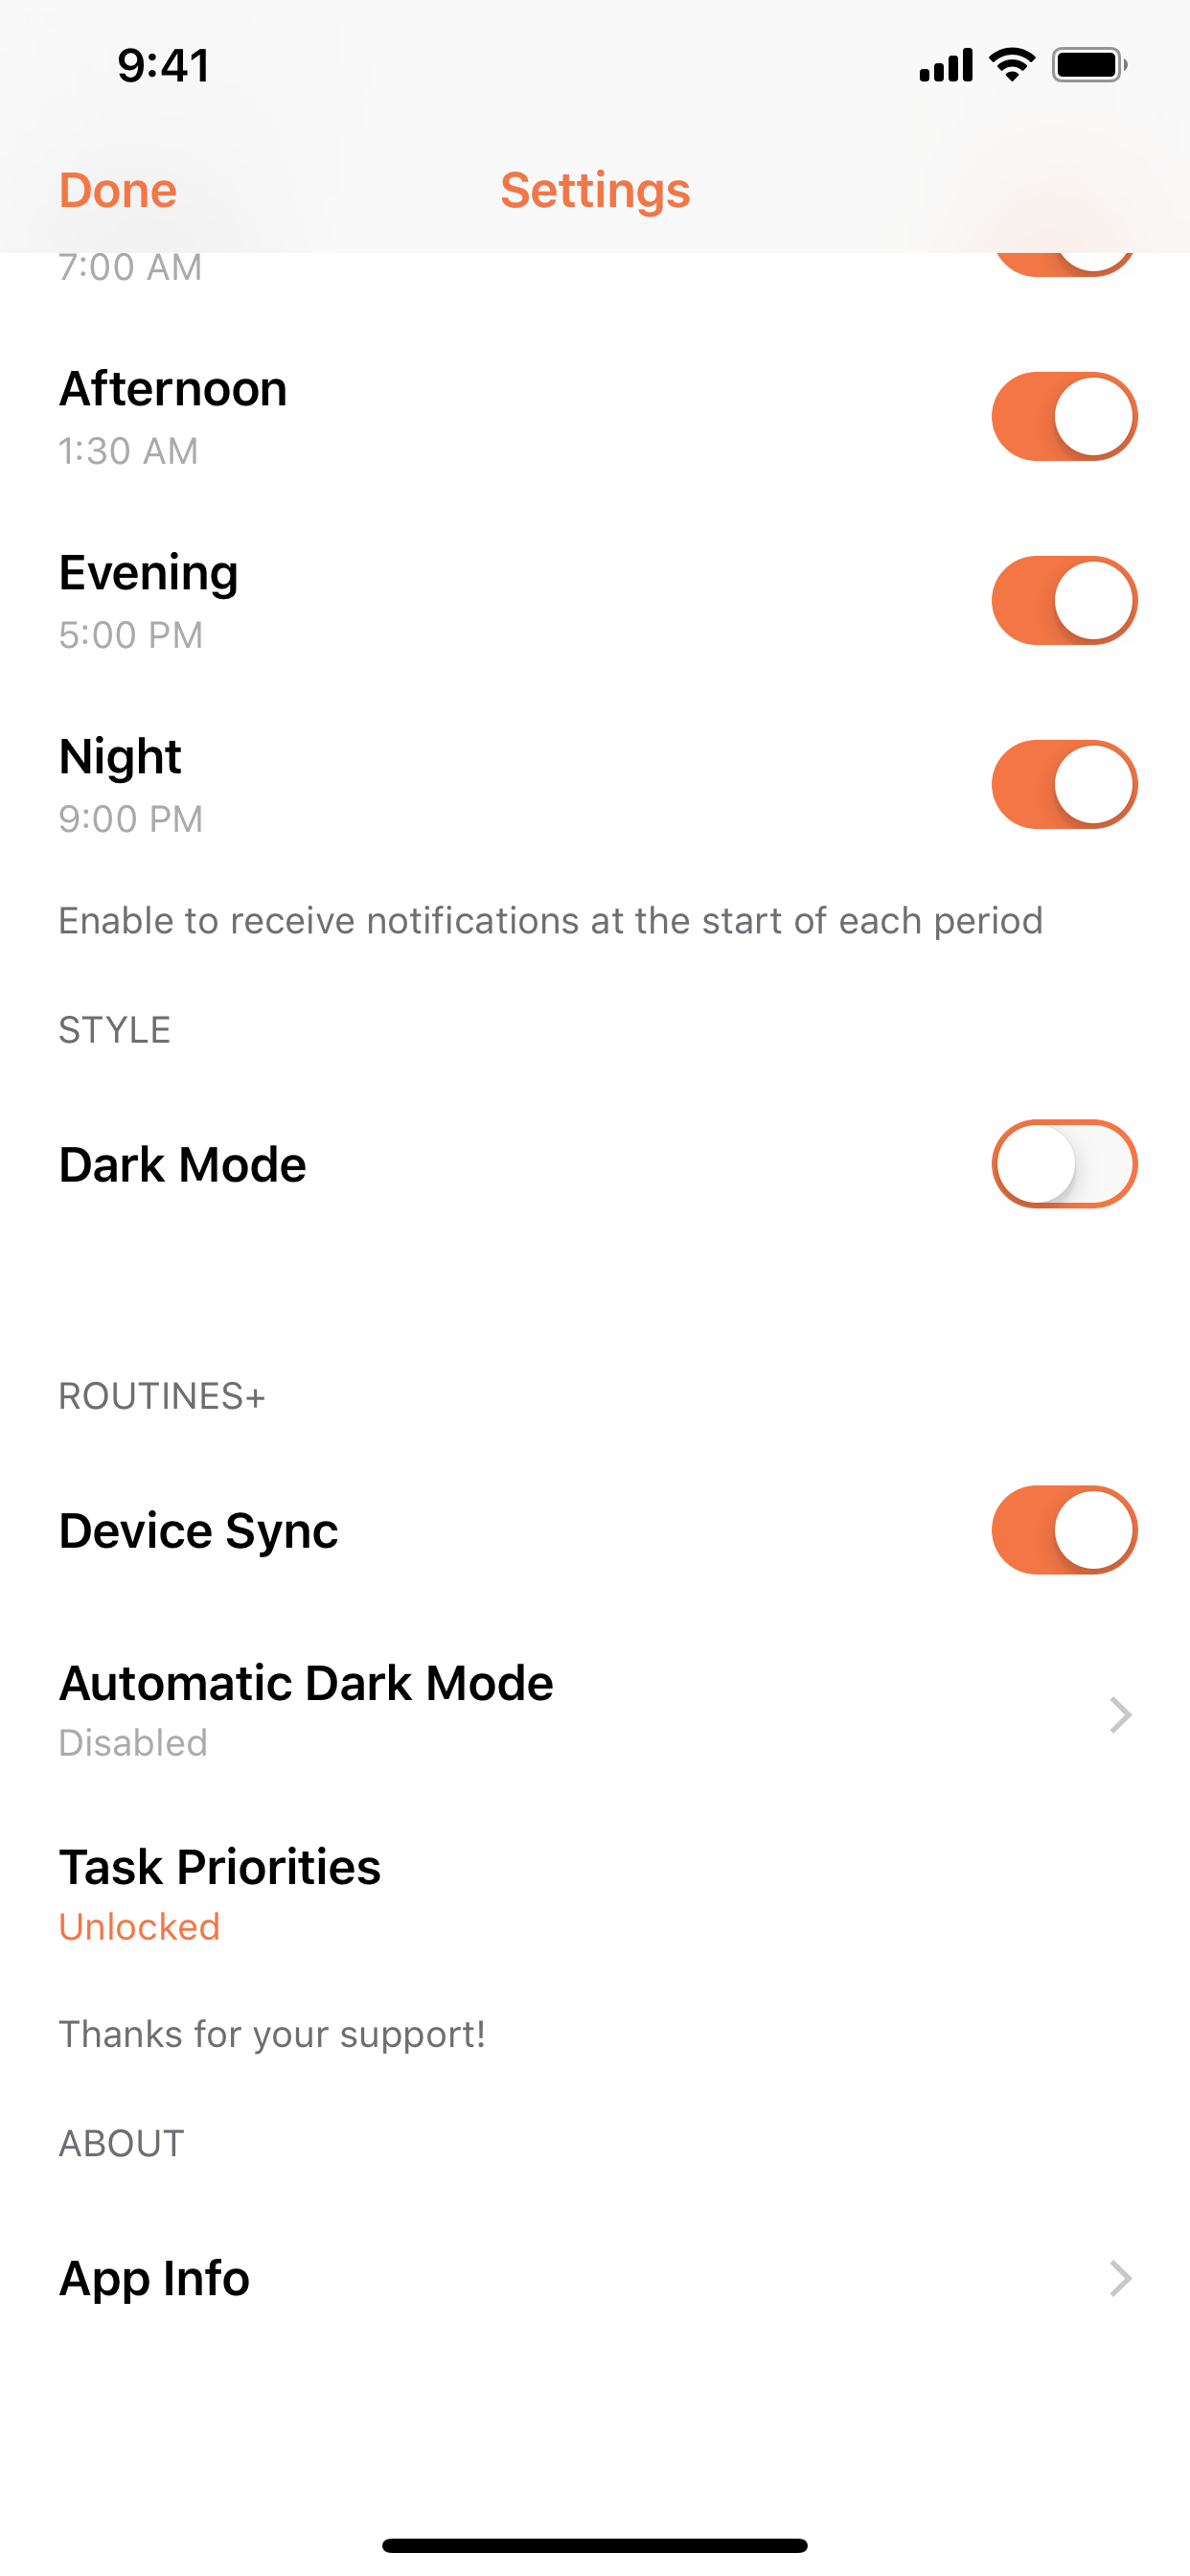 9:41
Done Settings
7:00 AM
Afternoon
1:30 AM
Evening
5:00 PM
Night
9:00 PM
Enable to receive notifications at the start of each period
STYLE
Dark Mode
ROUTINES+
Device Sync
Automatic Dark Mode
Disabled
Task Priorities
Unlocked
Thanks for your support!
ABOUT
App Info